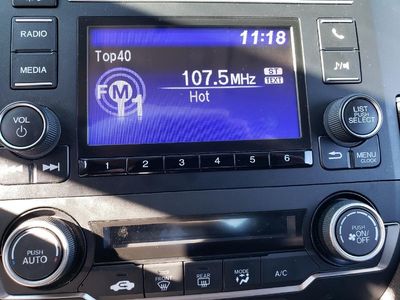 RADIO
MEDIA
VOL
11:18
Top40
FM1
107.5MHz
ST
TEXT
Hot
1 2 3 4 5 6
LIST
PUSH
SELECT
MENU
CLOCK
PUSH
AUTO
FRONT
REAR
MODE
A/C
PUSH
ON/
OFF